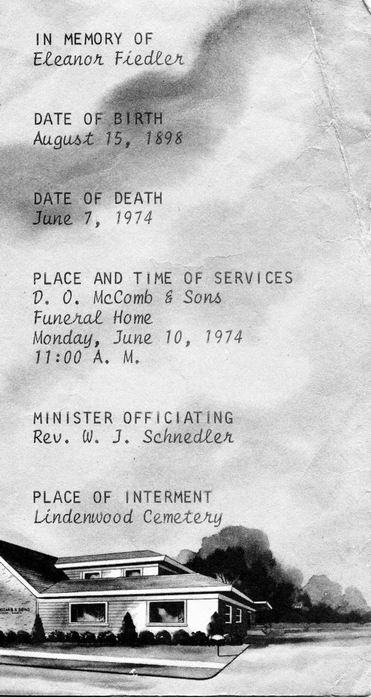 IN MEMORY OF
Eleanor Fiedler
DATE OF BIRTH
August 15, 1898
DATE OF DEATH
June 7, 1974
PLACE AND TIME OF SERVICES
D. O. McComb & Sons
Funeral Home
Monday, June 10, 1974
11:00 A. M.
MINISTER OFFICIATING
Rev. W. J. Schnedler
PLACE OF INTERMENT
Lindenwood Cemetery